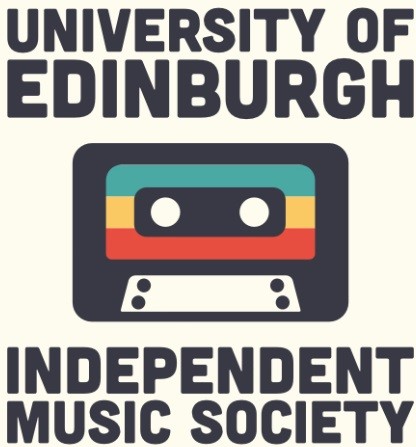 UNIVERSITY OF
EDINBURGH
INDEPENDENT
MUSIC SOCIETY